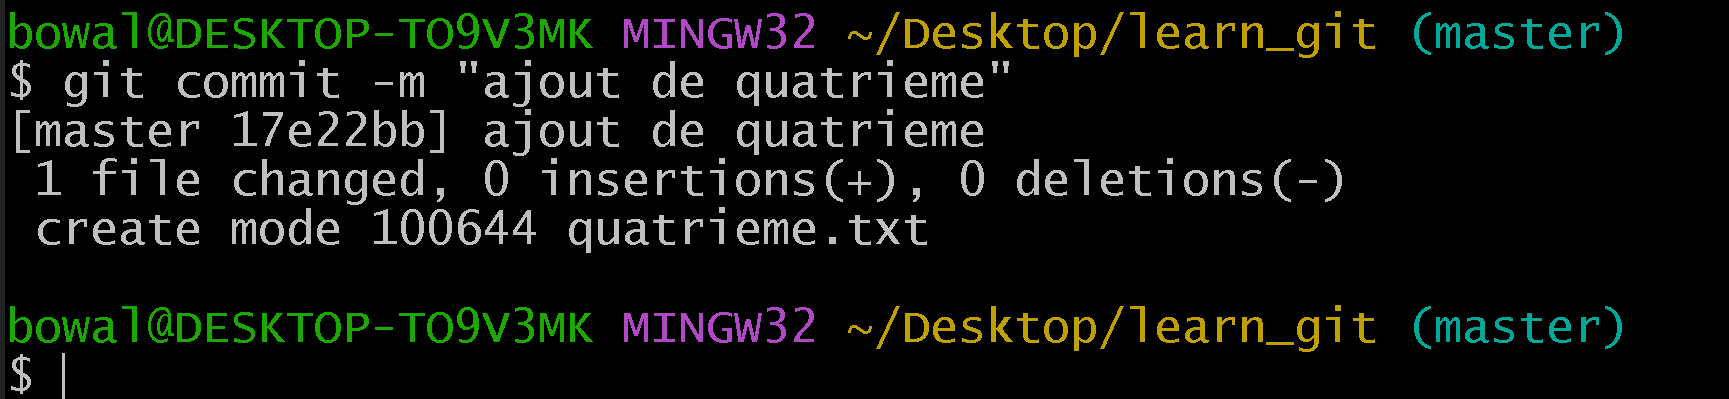 bowal@DESKTOP-TO9V3MK MINGW32 ~/Desktop/learn_git (master)
$ git commit -m "ajout de quatrieme"
[master 17e22bb] ajout de quatrieme
 1 file changed, 0 insertions(+), 0 deletions(-)
 create mode 100644 quatrieme.txt

bowal@DESKTOP-TO9V3MK MINGW32 ~/Desktop/learn_git (master)
$